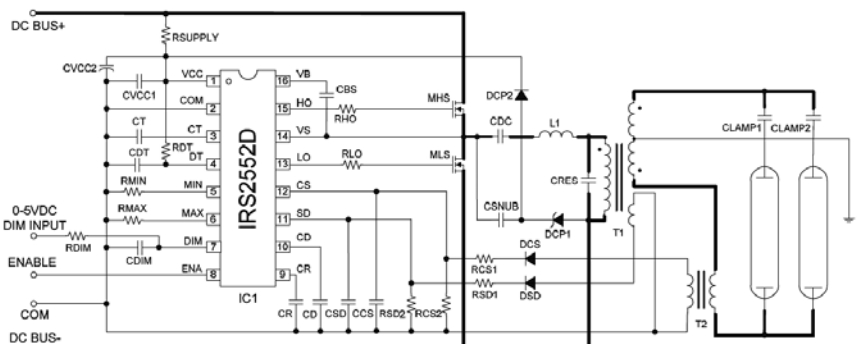 DC BUS+
RSUPPLY
CVCC2
CVCC1
VCC
1
16
VB
CBS
DCP2
MHS
COM
2
15
HO
RHO
CT
CT
3
14
VS
CDC
L1
CLAMP1
CLAMP2
RDT
CDT
DT
4
13
LO
RLO
MLS
IRS2552D
RMIN
MIN
5
12
CS
CRES
CSNUB
RMAX
MAX
6
11
SD
DCP1
T1
0-5VDC
DIM INPUT
RDIM
CDIM
DIM
7
10
CD
DCS
RCS1
ENABLE
ENA
8
9
CR
RSD1
DSD
IC1
COM
CR
CD
CSD
CCS
RSD2
RCS2
T2
DC BUS-